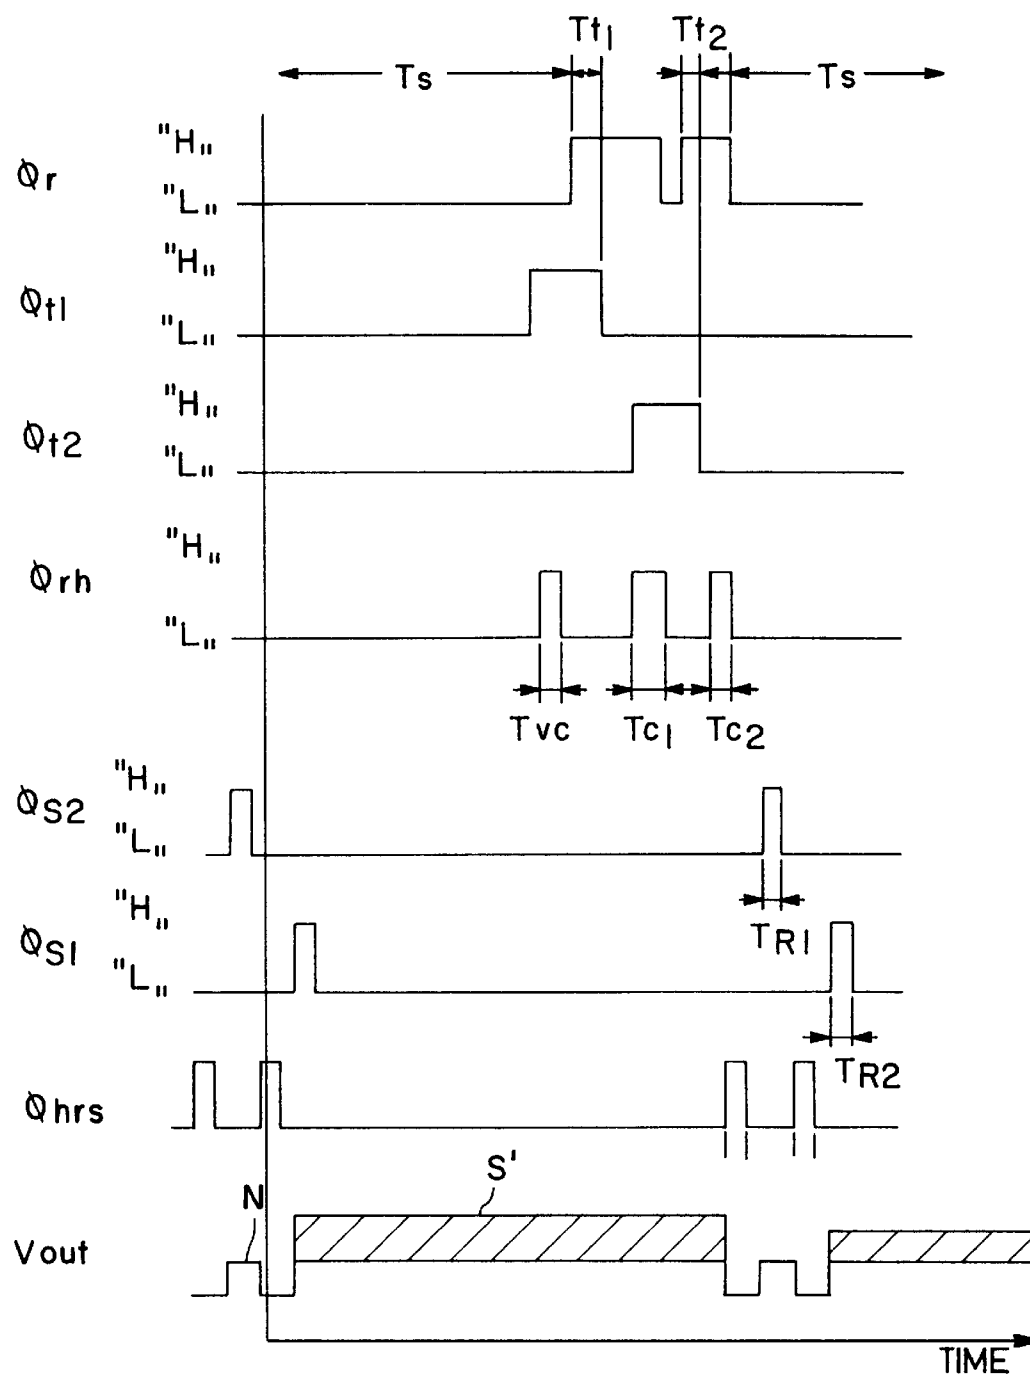 Tt1 Tt2
Ts Ts
Ør "H"
"L"
Øt1 "H"
"L"
Øt2 "H"
"L"
Ørh "H"
"L"
Tvc Tc1 Tc2
ØS2 "H"
"L"
TR1
ØS1 "H"
"L"
TR2
Øhrs
S'
N
Vout
TIME